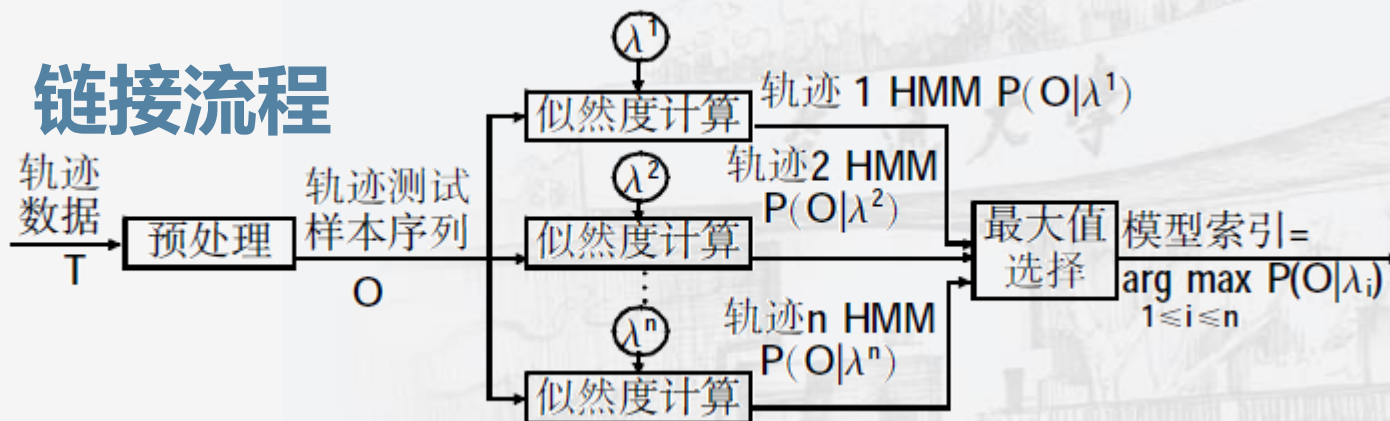 链接流程
轨迹
数据
T
预处理
轨迹测试
样本序列
O
λ¹
似然度计算
轨迹 1 HMM P(O|λ¹)
λ²
似然度计算
轨迹2 HMM
P(O|λ²)
λⁿ
似然度计算
轨迹n HMM
P(O|λⁿ)
最大值
选择
模型索引=
arg max P(O|λᵢ)
1≤i≤n